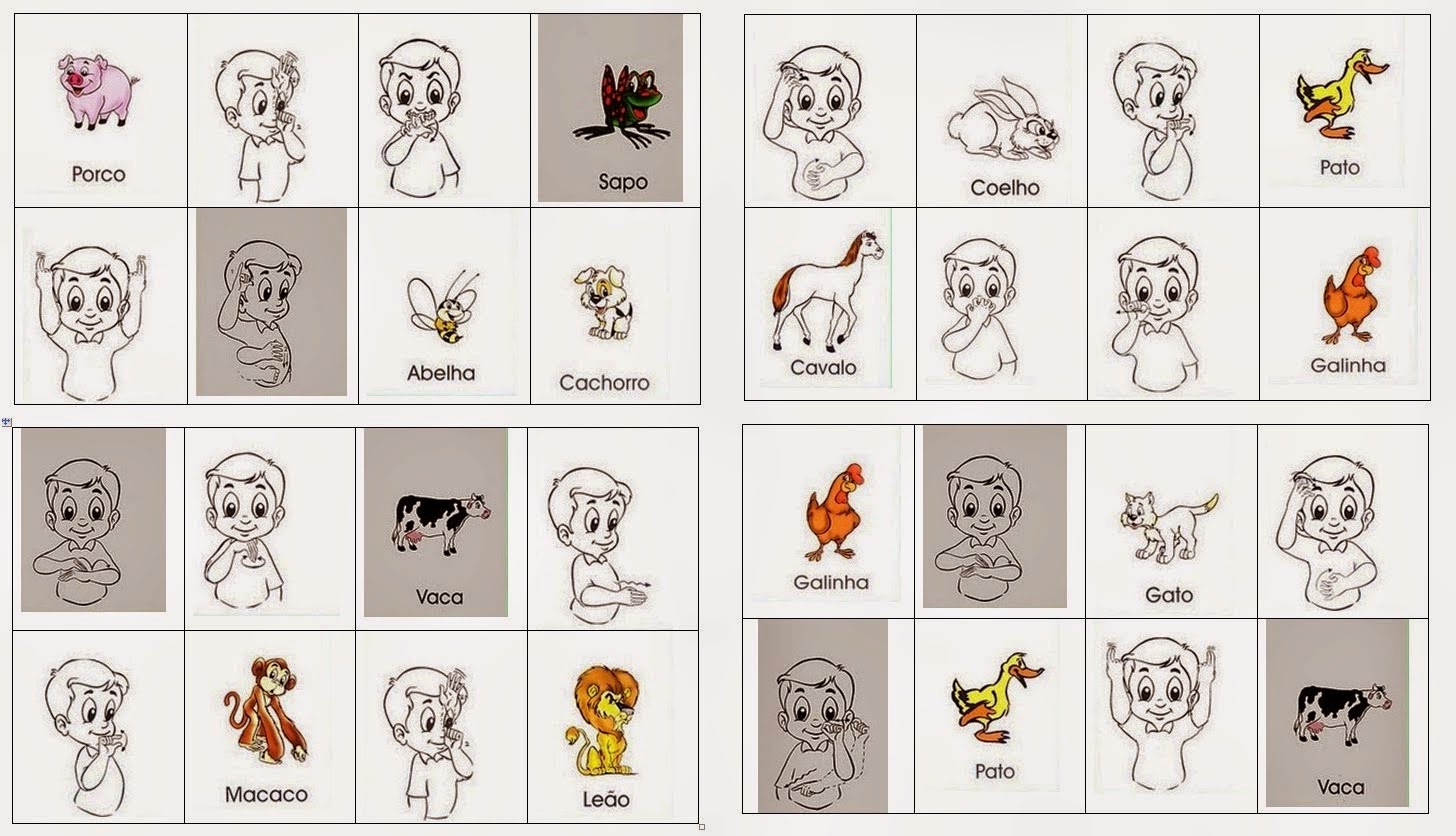 Porco
Sapo
Abelha
Cachorro
Coelho
Pato
Cavalo
Galinha
Vaca
Macaco
Leão
Galinha
Gato
Pato
Vaca